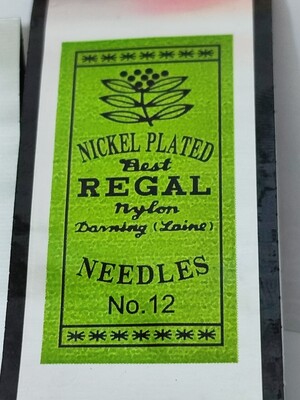 NICKEL PLATED
Best
REGAL
Nylon
Darning (Laine)
NEEDLES
No.12